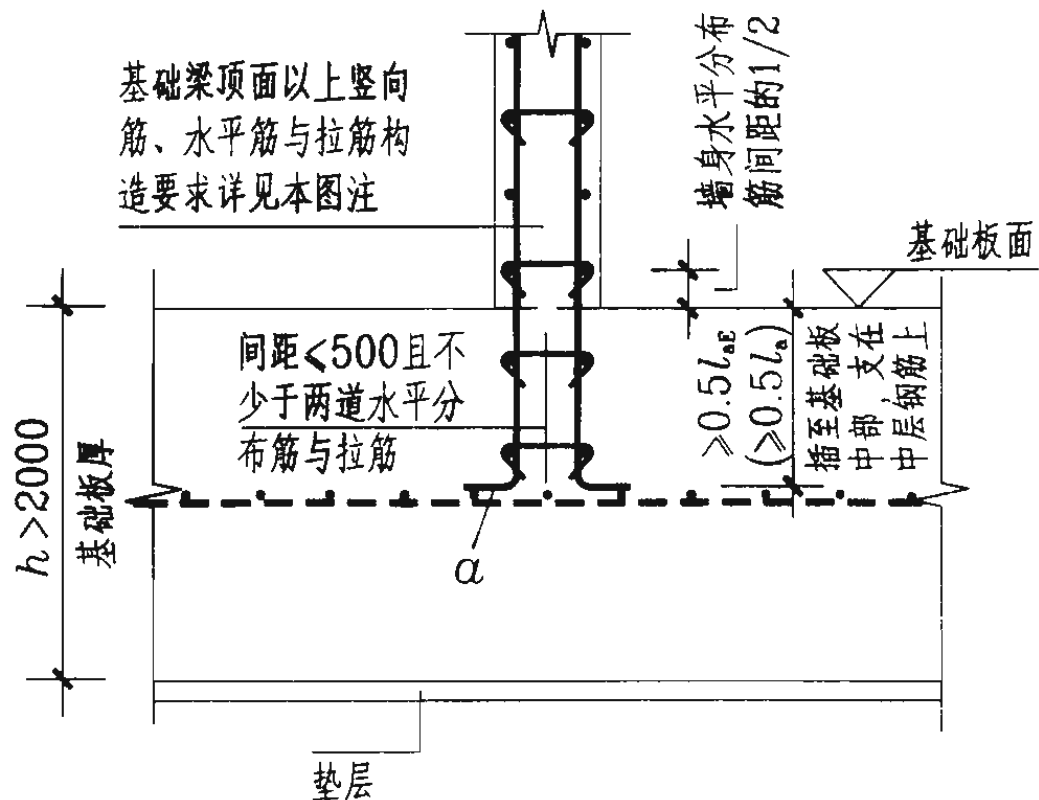 基础梁顶面以上竖向
筋、水平筋与拉筋构
造要求详见本图注
墙身水平分布
筋间距的1/2
基础板面
间距<500且不
少于两道水平分
布筋与拉筋
≥0.5laE
(≥0.5la)
插至基础板
中部,支在
中层钢筋上
h>2000
基础板厚
a
垫层